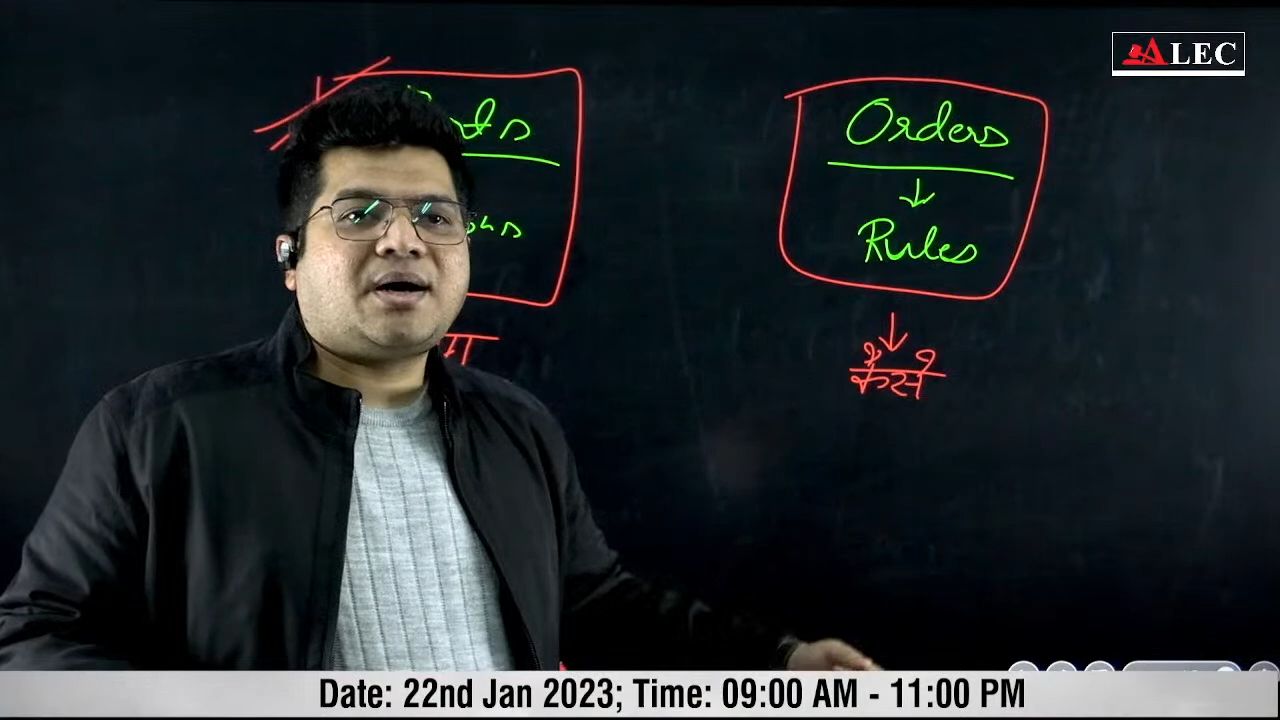 ALEC
Orders
Rules
कैसे ?
Date: 22nd Jan 2023; Time: 09:00 AM - 11:00 PM